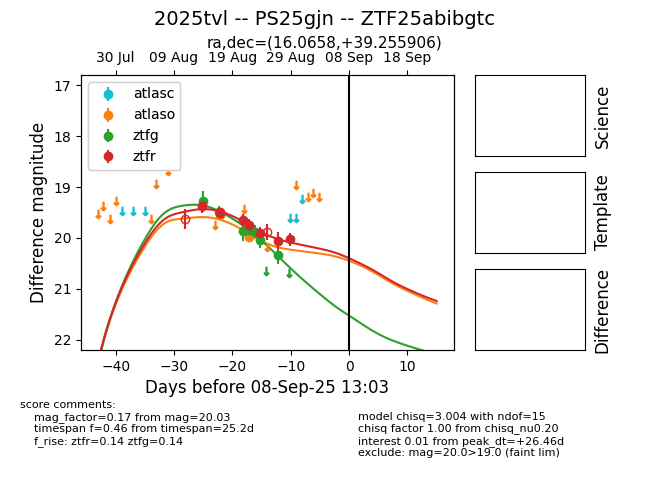 2025tvl -- PS25gjn -- ZTF25abibgtc
ra,dec=(16.0658,+39.255906)
30 Jul 09 Aug 19 Aug 29 Aug 08 Sep 18 Sep
17
18
19
20
21
22
Difference magnitude
atlasc
atlaso
ztfg
ztfr
−40 −30 −20 −10 0 10
Days before 08-Sep-25 13:03
Science
Template
Difference
score comments:
mag_factor=0.17 from mag=20.03
timespan f=0.46 from timespan=25.2d
f_rise: ztfr=0.14 ztfg=0.14
model chisq=3.004 with ndof=15
chisq factor 1.00 from chisq_nu0.20
interest 0.01 from peak_dt=+26.46d
exclude: mag=20.0>19.0 (faint lim)